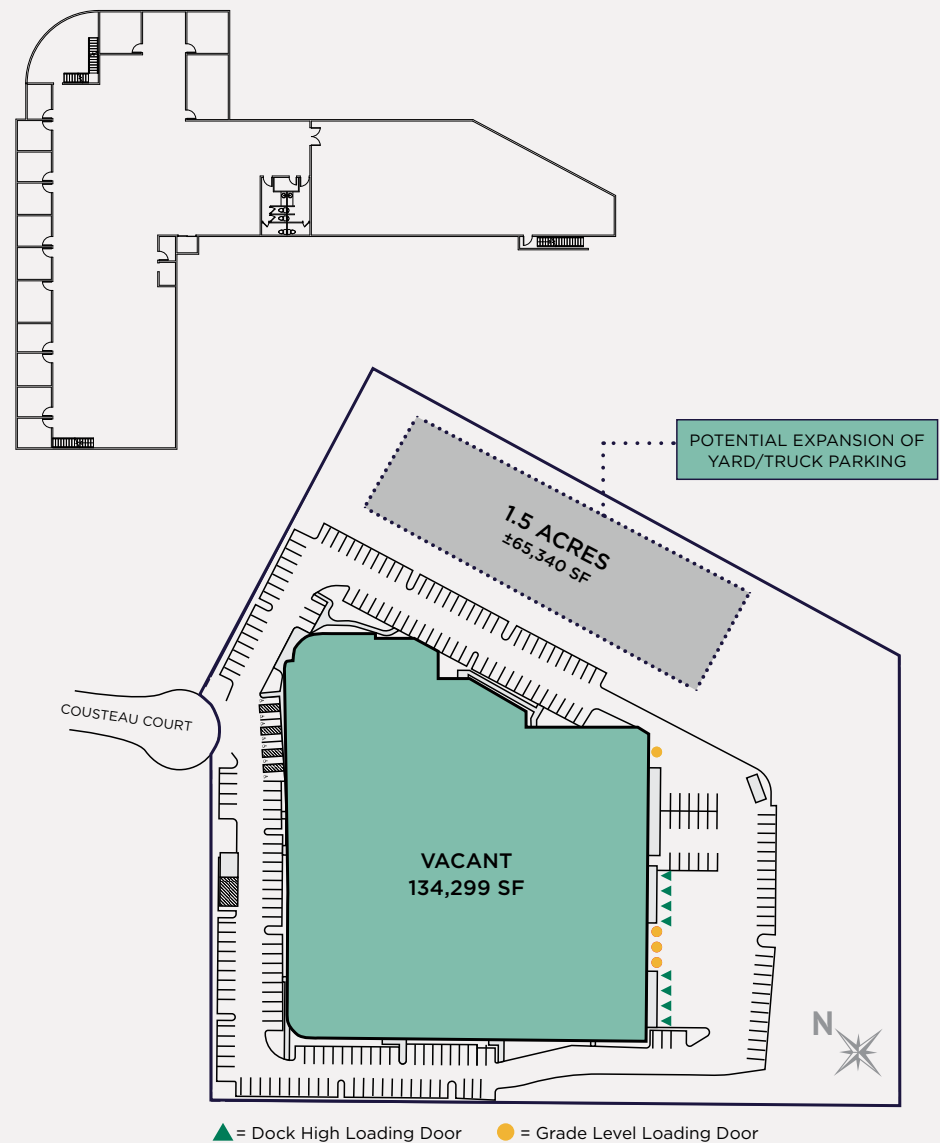 POTENTIAL EXPANSION OF
YARD/TRUCK PARKING
1.5 ACRES
±65,340 SF
COUSTEAU COURT
VACANT
134,299 SF
N
= Dock High Loading Door
= Grade Level Loading Door